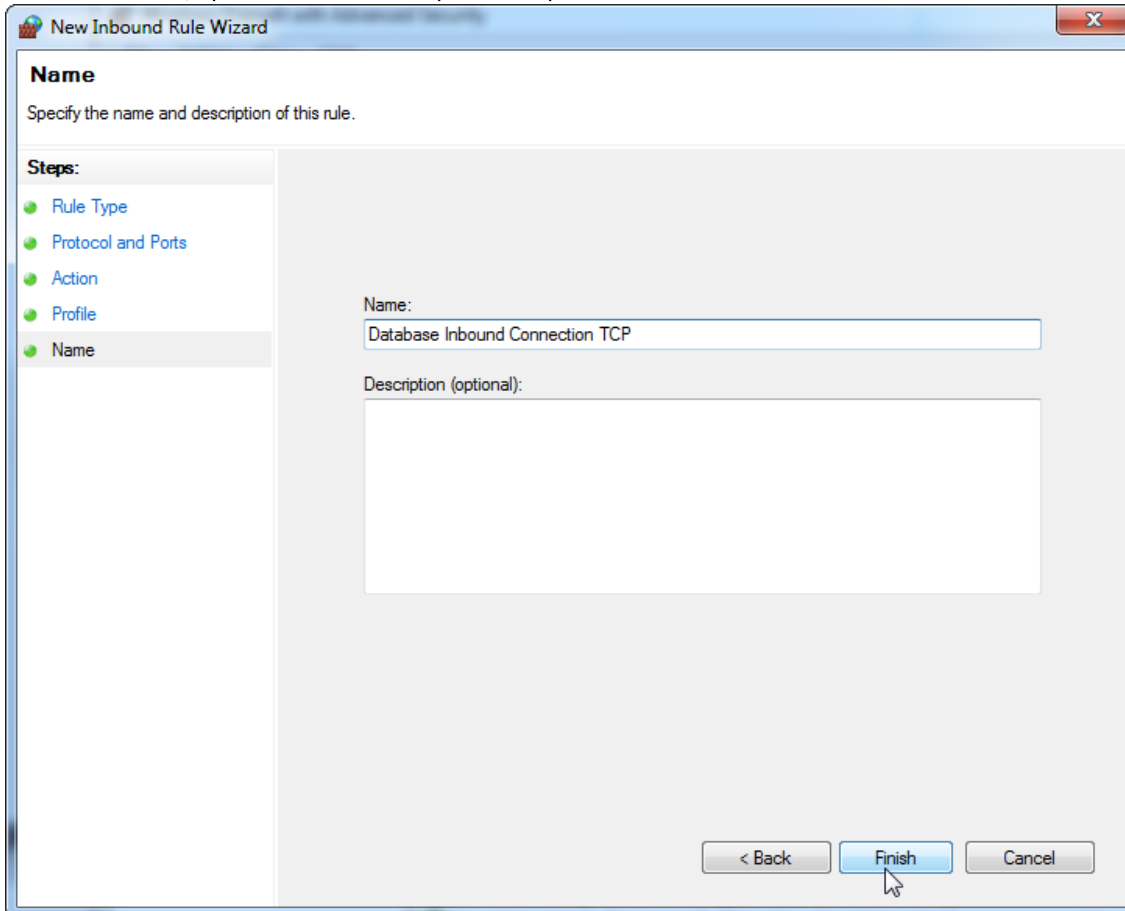 New Inbound Rule Wizard
Name
Specify the name and description of this rule.
Steps:
Rule Type
Protocol and Ports
Action
Profile
Name
Name:
Database Inbound Connection TCP
Description (optional):
< Back
Finish
Cancel